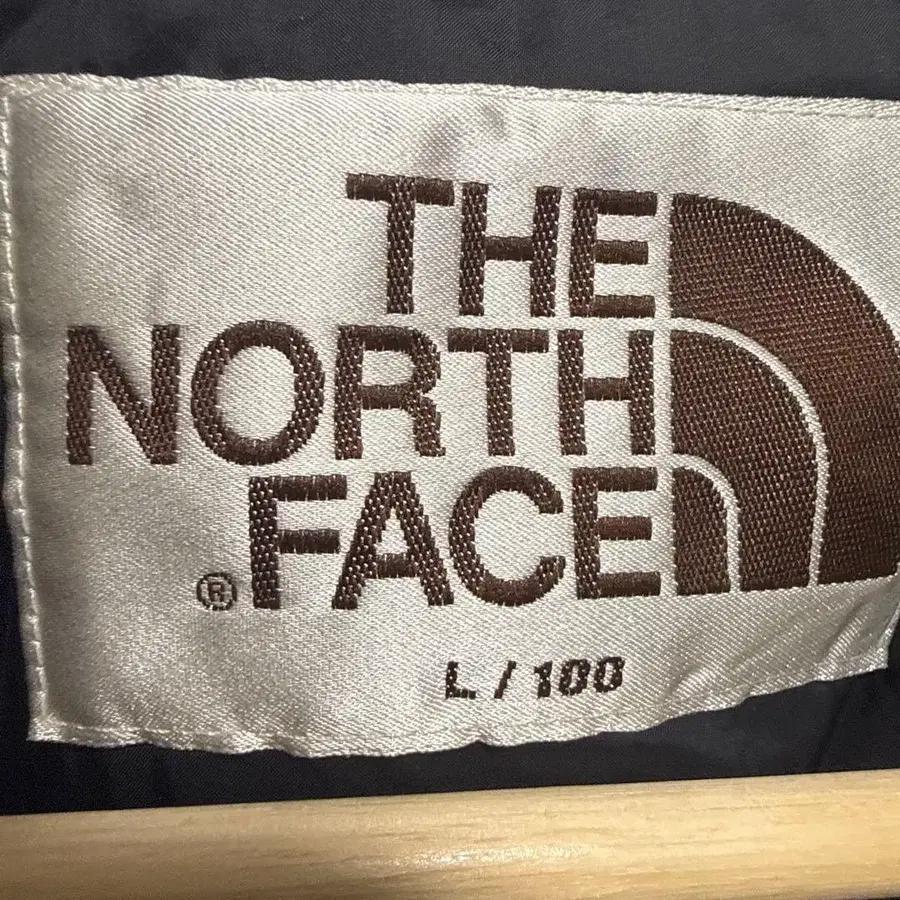 THE
NORTH
FACE
®
L / 100